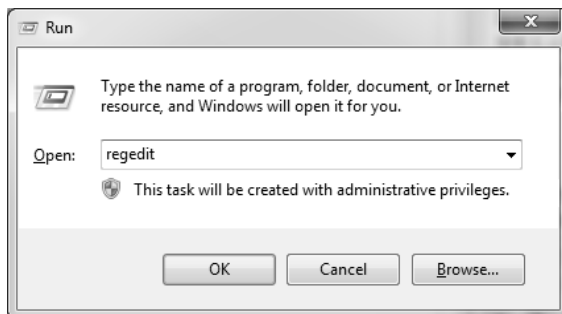 Run
Type the name of a program, folder, document, or Internet
resource, and Windows will open it for you.
Open: regedit
This task will be created with administrative privileges.
OK Cancel Browse...